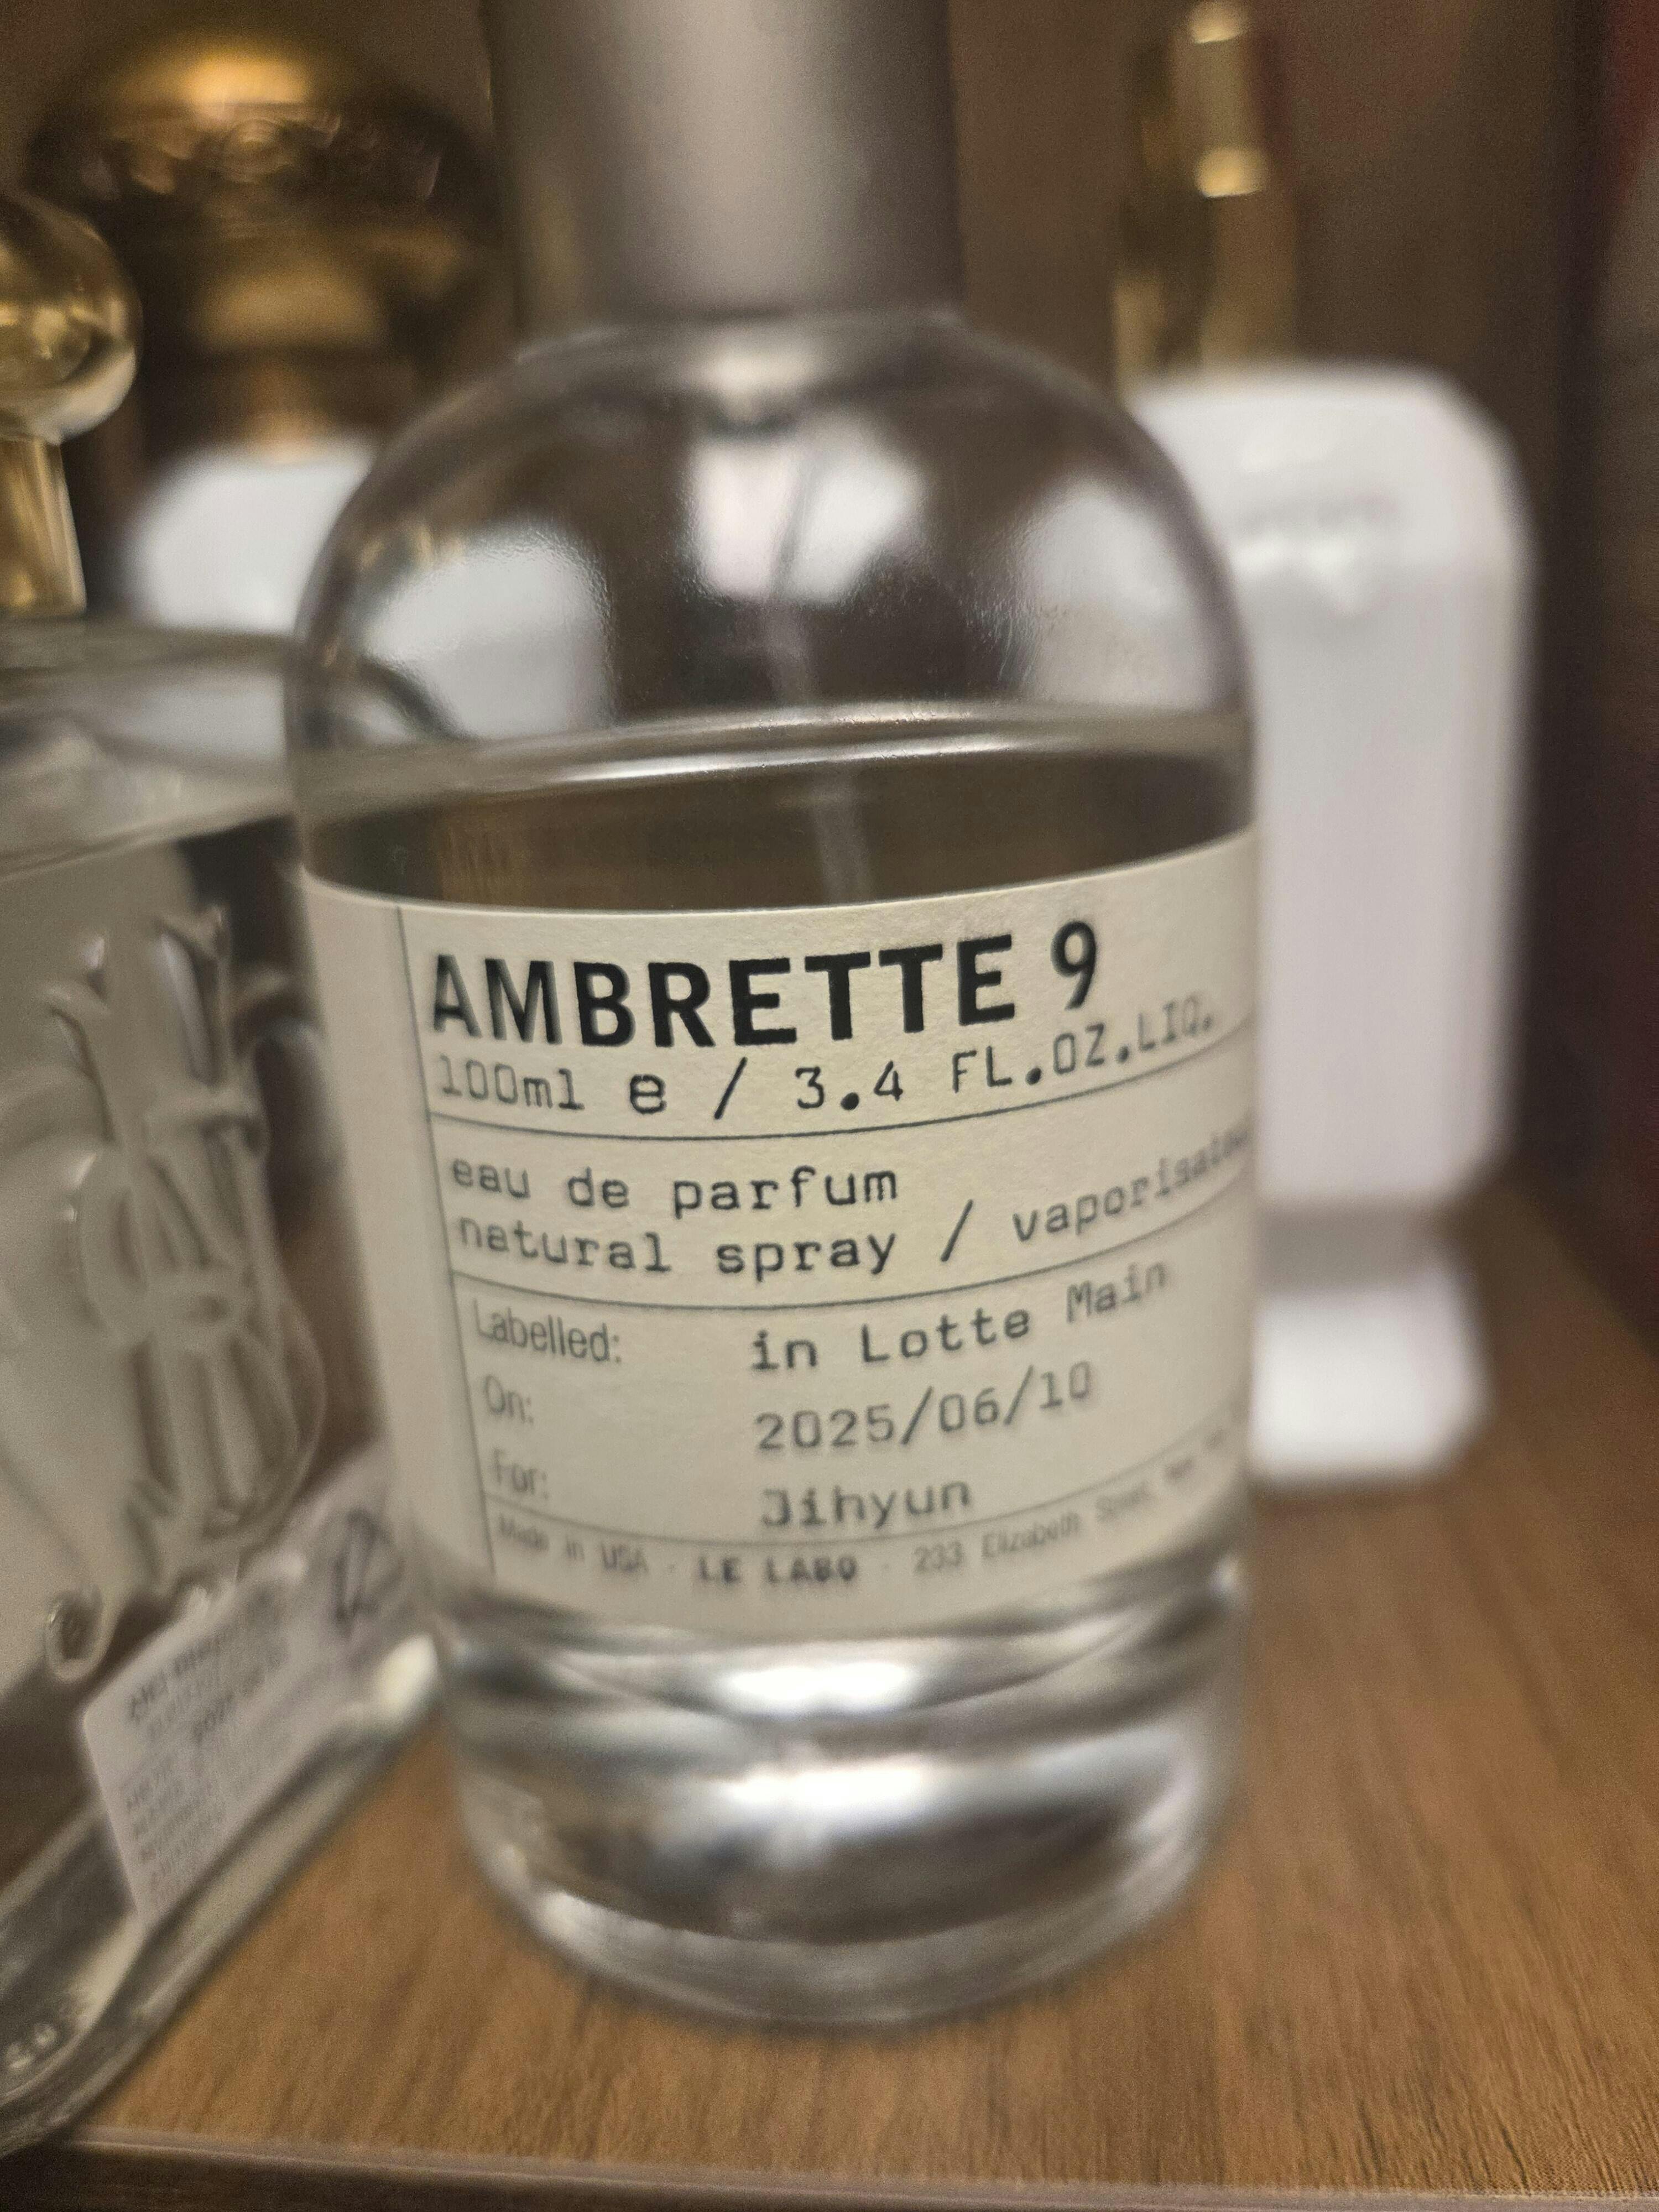 AMBRETTE 9
100ml e / 3.4 FL.OZ.LIQ.
eau de parfum
natural spray / vaporisateur
Labelled: in Lotte Main
On: 2025/06/10
For: Jihyun
Made in USA · LE LABO · 233 Elizabeth Street,